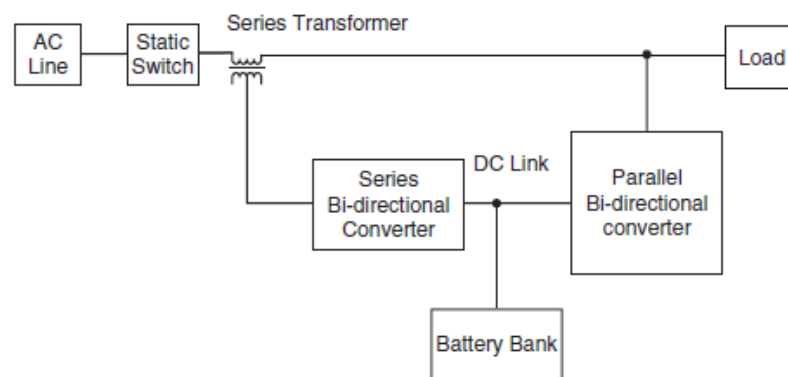 Series Transformer
AC
Line
Static
Switch
Load
DC Link
Series
Bi-directional
Converter
Parallel
Bi-directional
converter
Battery Bank